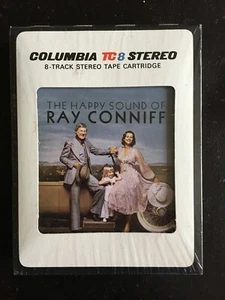 COLUMBIA TC8 STEREO
8-TRACK STEREO TAPE CARTRIDGE
THE HAPPY SOUND OF
RAY CONNIFF